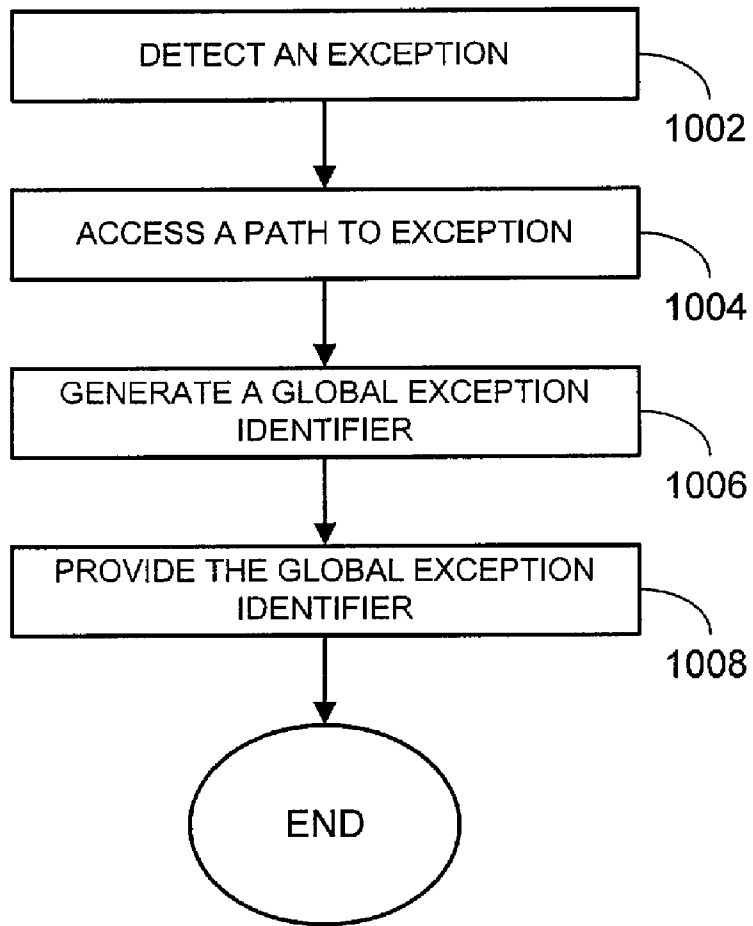 DETECT AN EXCEPTION
1002
ACCESS A PATH TO EXCEPTION
1004
GENERATE A GLOBAL EXCEPTION
IDENTIFIER
1006
PROVIDE THE GLOBAL EXCEPTION
IDENTIFIER
1008
END